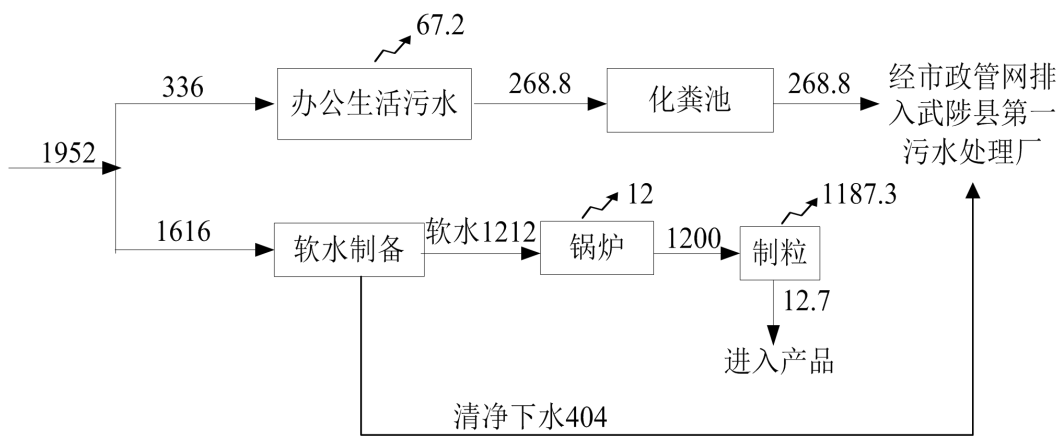 67.2
336
办公生活污水
268.8
化粪池
268.8
经市政管网排
入武陟县第一
污水处理厂
1952
1616
软水制备
软水1212
12
锅炉
1200
1187.3
制粒
12.7
进入产品
清净下水404